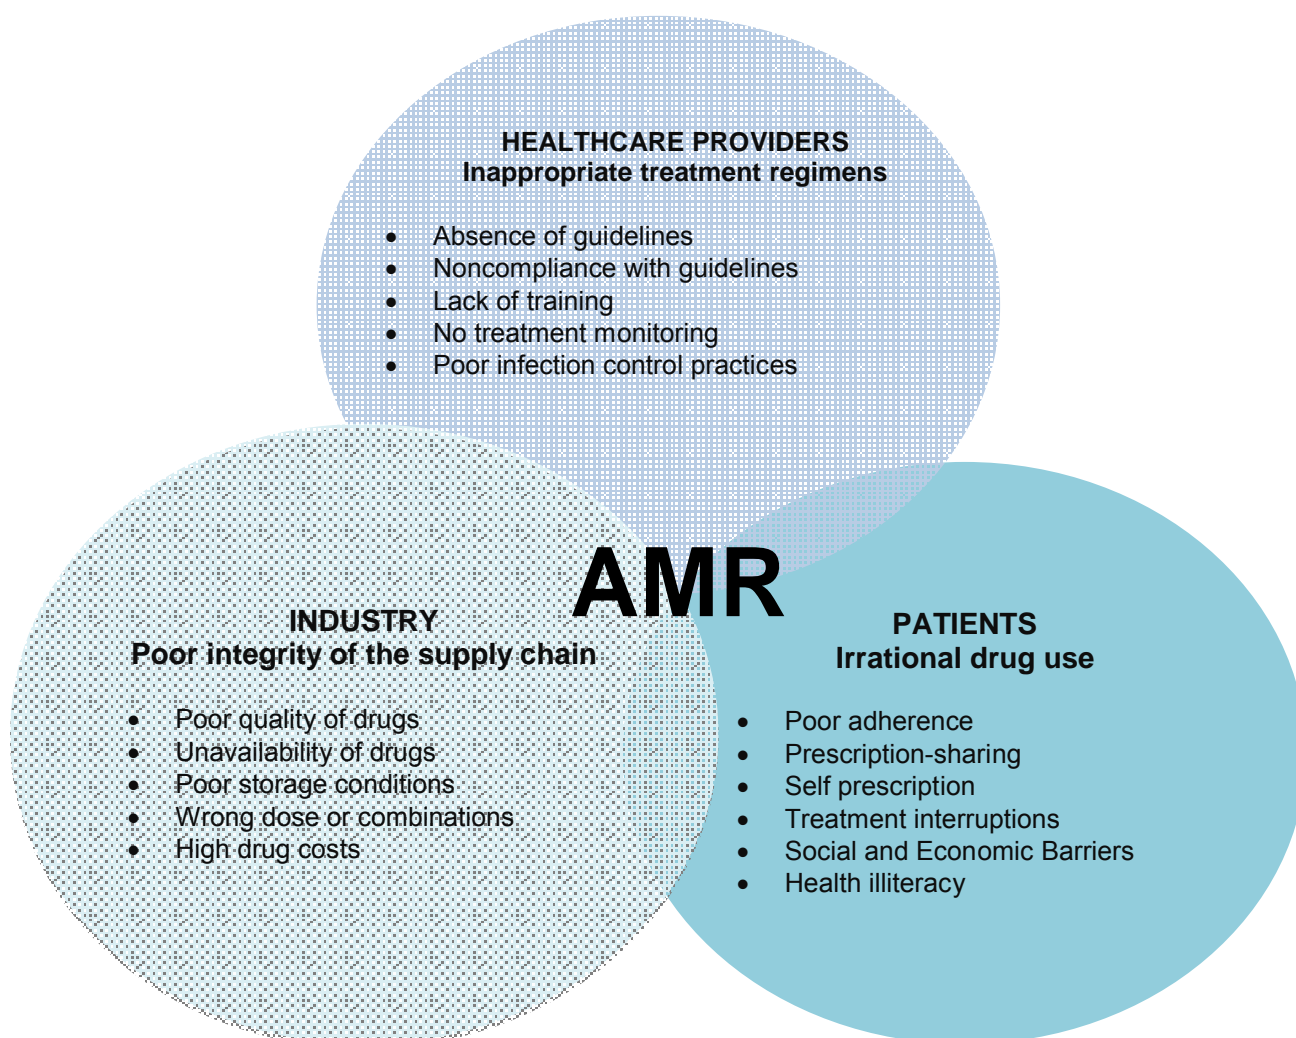 HEALTHCARE PROVIDERS
Inappropriate treatment regimens
• Absence of guidelines
• Noncompliance with guidelines
• Lack of training
• No treatment monitoring
• Poor infection control practices
AMR
INDUSTRY
Poor integrity of the supply chain
• Poor quality of drugs
• Unavailability of drugs
• Poor storage conditions
• Wrong dose or combinations
• High drug costs
PATIENTS
Irrational drug use
• Poor adherence
• Prescription-sharing
• Self prescription
• Treatment interruptions
• Social and Economic Barriers
• Health illiteracy